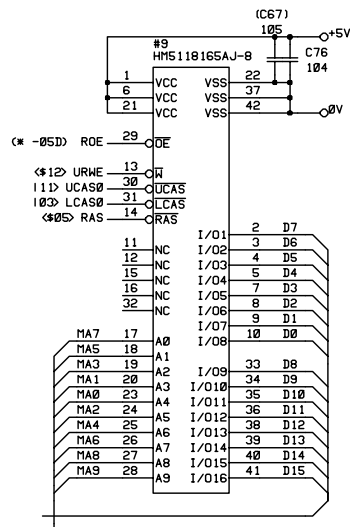 (C67)
105
+5V
#9
HM5118165AJ-8
C76
104
1 VCC VSS 22
6 VCC VSS 37
21 VCC VSS 42 0V
(* -05D) ROE 29 OE
<$12> URWE 13 W
|11) UCAS0 30 UCAS
|03) LCAS0 31 LCAS
<$05) RAS 14 RAS
I/O1 2 D7
11 NC I/O2 3 D6
12 NC I/O3 4 D5
15 NC I/O4 5 D4
16 NC I/O5 7 D3
32 NC I/O6 8 D2
I/O7 9 D1
MA7 17 A0 I/O8 10 D0
MA5 18 A1
MA3 19 A2 I/O9 33 D8
MA1 20 A3 I/O10 34 D9
MA0 23 A4 I/O11 35 D10
MA2 24 A5 I/O12 36 D11
MA4 25 A6 I/O13 38 D12
MA6 26 A7 I/O14 39 D13
MA8 27 A8 I/O15 40 D14
MA9 28 A9 I/O16 41 D15